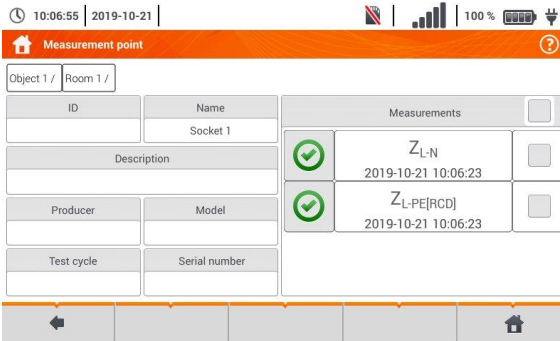 10:06:55 2019-10-21 100 %
Measurement point ?
Object 1 / Room 1 /
ID Name
Socket 1
Description
Producer Model
Test cycle Serial number
Measurements
ZL-N
2019-10-21 10:06:23
ZL-PE[RCD]
2019-10-21 10:06:23